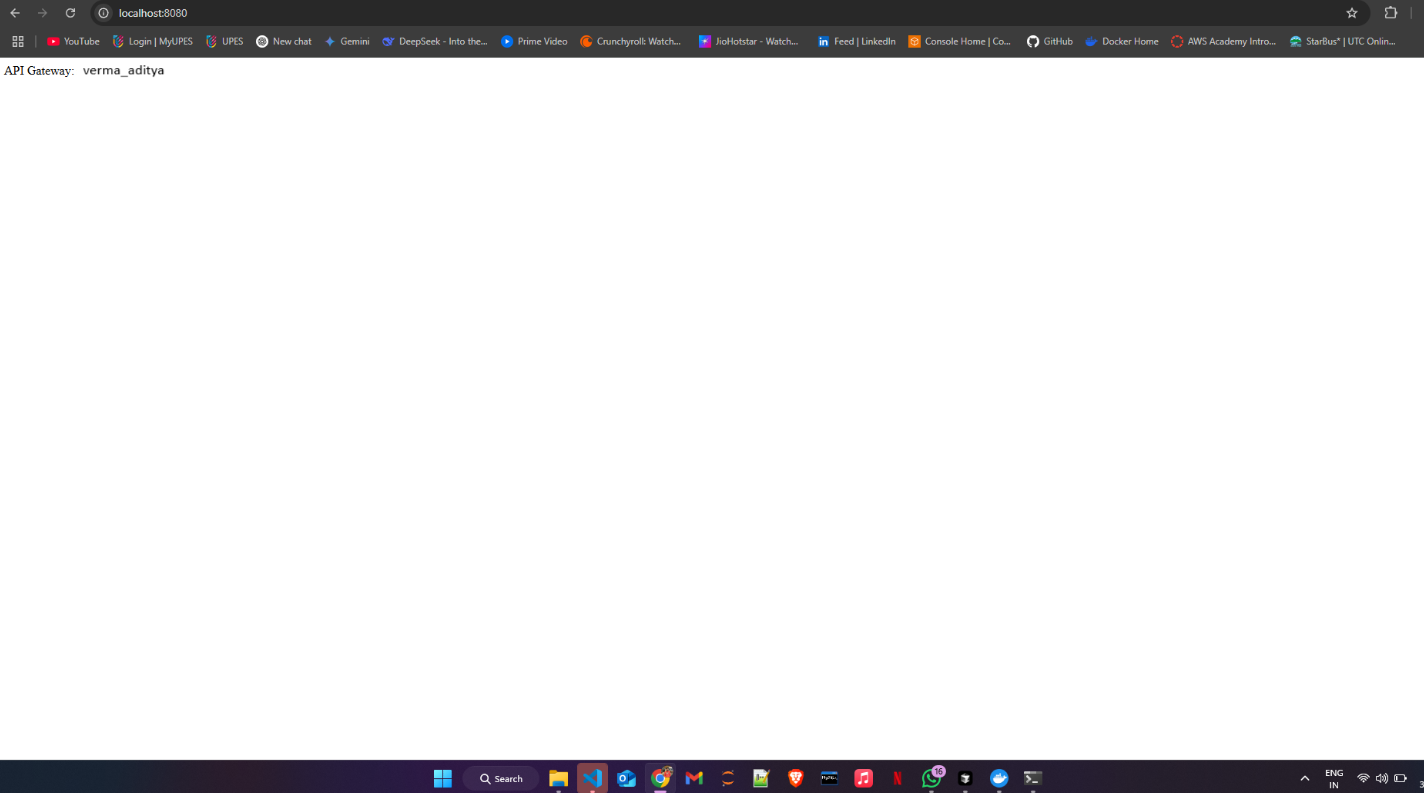 localhost:8080
YouTube Login | MyUPES UPES New chat Gemini DeepSeek - Into the... Prime Video Crunchyroll: Watch... JioHotstar - Watch... Feed | LinkedIn Console Home | Co... GitHub Docker Home AWS Academy Intro... StarBus* | UTC Onlin...
API Gateway: verma_aditya
Search 16 ENG
IN